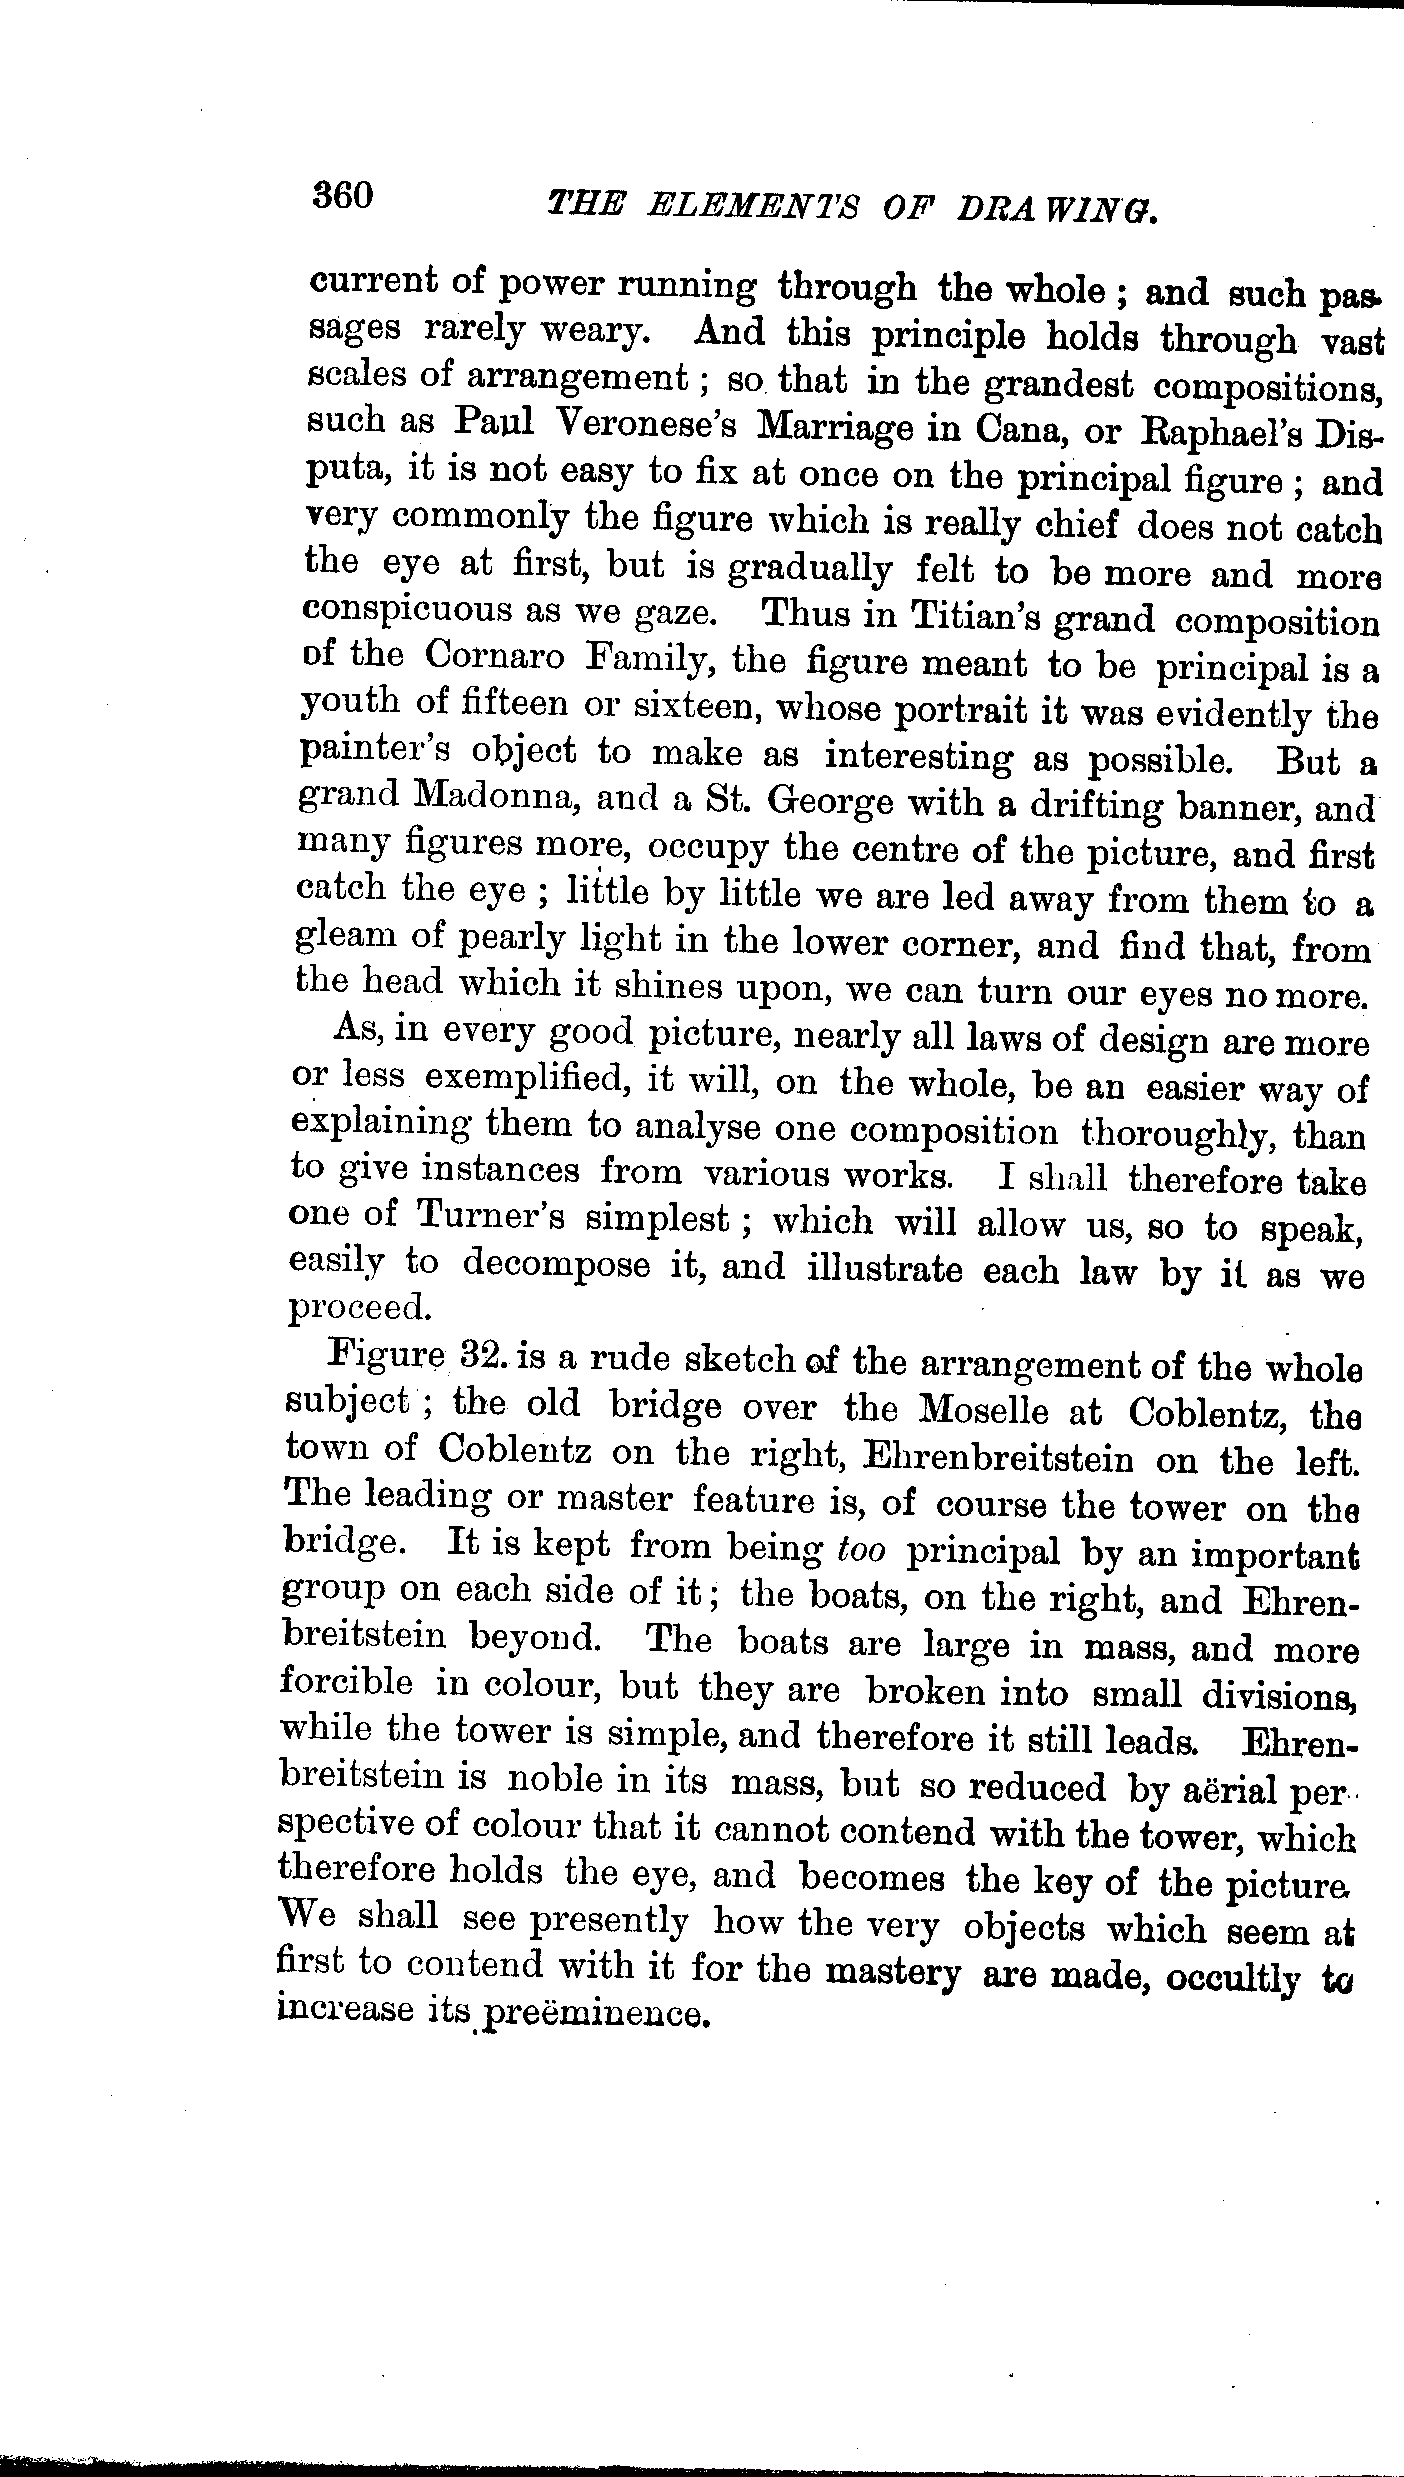 360 THE ELEMENTS OF DRAWING.
current of power running through the whole ; and such pas-
sages rarely weary. And this principle holds through vast
scales of arrangement ; so that in the grandest compositions,
such as Paul Veronese's Marriage in Cana, or Raphael's Dis-
puta, it is not easy to fix at once on the principal figure ; and
very commonly the figure which is really chief does not catch
the eye at first, but is gradually felt to be more and more
conspicuous as we gaze. Thus in Titian's grand composition
of the Cornaro Family, the figure meant to be principal is a
youth of fifteen or sixteen, whose portrait it was evidently the
painter's object to make as interesting as possible. But a
grand Madonna, and a St. George with a drifting banner, and
many figures more, occupy the centre of the picture, and first
catch the eye ; little by little we are led away from them to a
gleam of pearly light in the lower corner, and find that, from
the head which it shines upon, we can turn our eyes no more.
As, in every good picture, nearly all laws of design are more
or less exemplified, it will, on the whole, be an easier way of
explaining them to analyse one composition thoroughly, than
to give instances from various works. I shall therefore take
one of Turner's simplest ; which will allow us, so to speak,
easily to decompose it, and illustrate each law by it as we
proceed.
Figure 32. is a rude sketch of the arrangement of the whole
subject ; the old bridge over the Moselle at Coblentz, the
town of Coblentz on the right, Ehrenbreitstein on the left.
The leading or master feature is, of course the tower on the
bridge. It is kept from being too principal by an important
group on each side of it ; the boats, on the right, and Ehren-
breitstein beyond. The boats are large in mass, and more
forcible in colour, but they are broken into small divisions,
while the tower is simple, and therefore it still leads. Ehren-
breitstein is noble in its mass, but so reduced by aërial per-
spective of colour that it cannot contend with the tower, which
therefore holds the eye, and becomes the key of the picture.
We shall see presently how the very objects which seem at
first to contend with it for the mastery are made, occultly to
increase its preëminence.